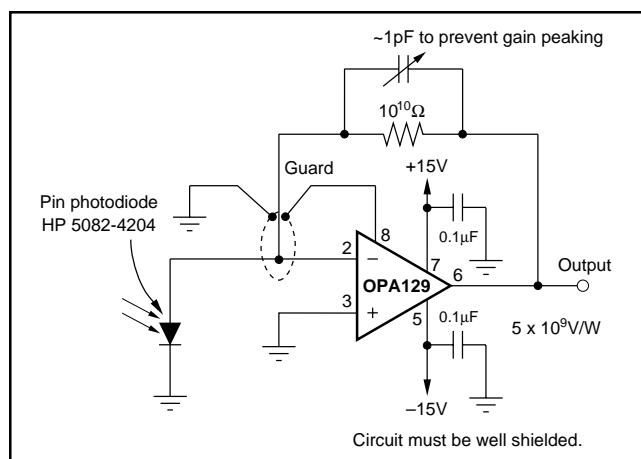 ~1pF to prevent gain peaking
10¹⁰Ω
+15V
Guard
Pin photodiode
HP 5082-4204
0.1µF
8
2
–
7
OPA129
6
Output
3
+
5
0.1µF
5 x 10⁹V/W
–15V
Circuit must be well shielded.